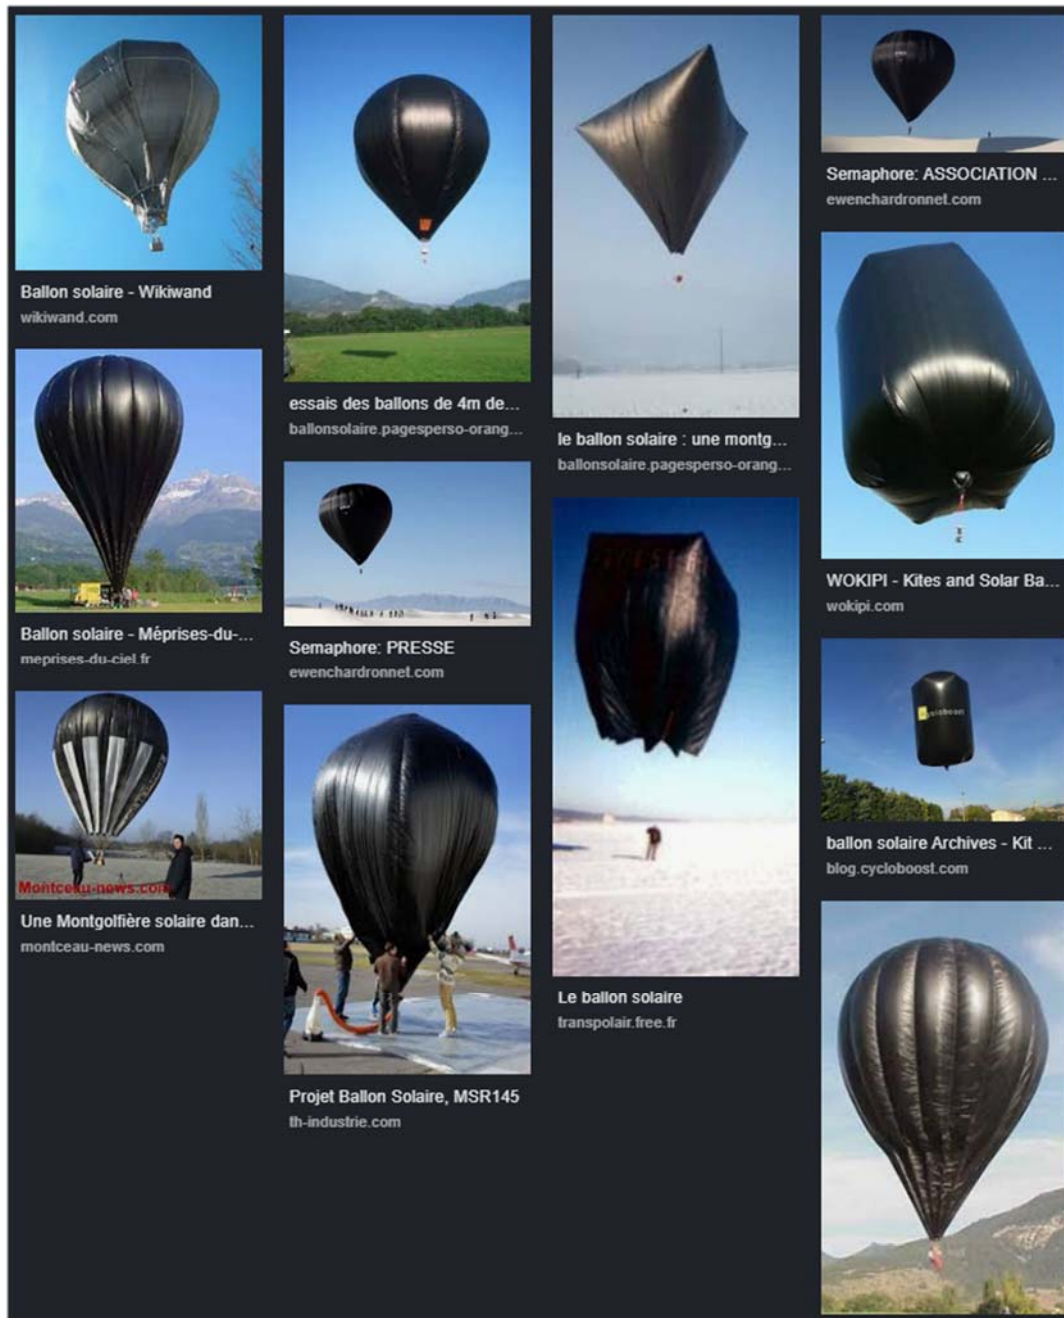 Ballon solaire - Wikiwand
wikiwand.com
Ballon solaire - Méprises-du-...
meprises-du-ciel.fr
Montceau-news.com
Une Montgolfière solaire dan...
montceau-news.com
essais des ballons de 4m de...
ballonsolaire.pagesperso-orang...
Semaphore: PRESSE
ewenchardronnet.com
Projet Ballon Solaire, MSR145
th-industrie.com
le ballon solaire : une montg...
ballonsolaire.pagesperso-orang...
Le ballon solaire
transpolair.free.fr
Semaphore: ASSOCIATION ...
ewenchardronnet.com
WOKIPI - Kites and Solar Ba...
wokipi.com
ballon solaire Archives - Kit ...
blog.cycloboost.com